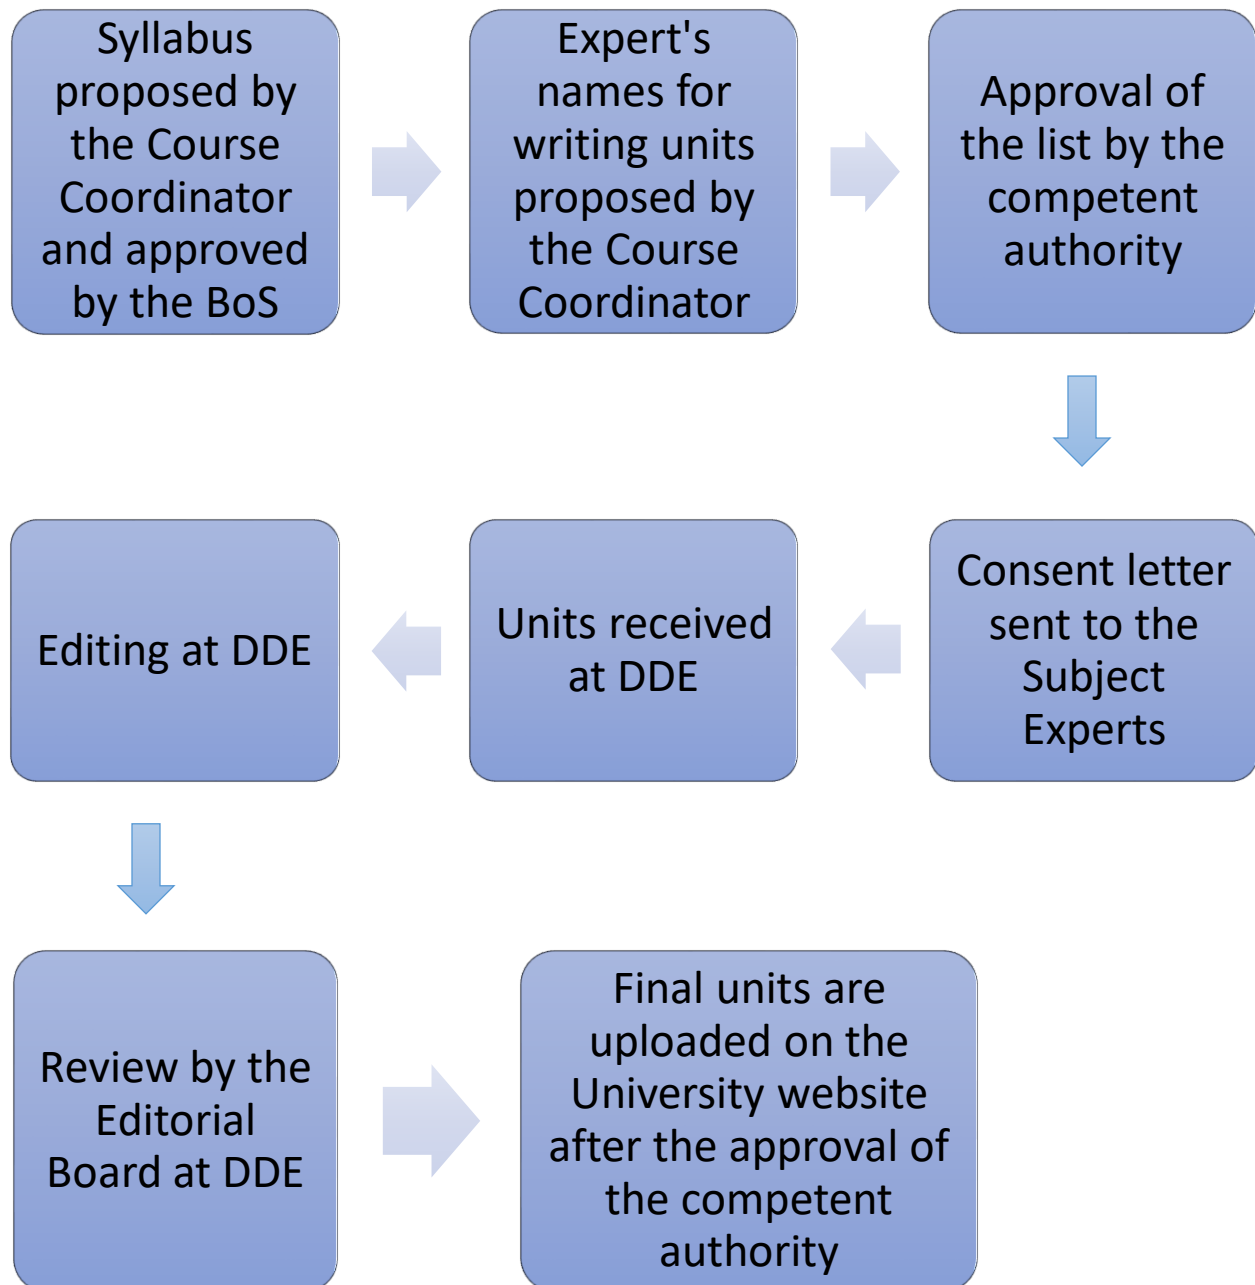 Syllabus
proposed by
the Course
Coordinator
and approved
by the BoS
Expert's
names for
writing units
proposed by
the Course
Coordinator
Approval of
the list by the
competent
authority
Consent letter
sent to the
Subject
Experts
Units received
at DDE
Editing at DDE
Review by the
Editorial
Board at DDE
Final units are
uploaded on the
University website
after the approval of
the competent
authority